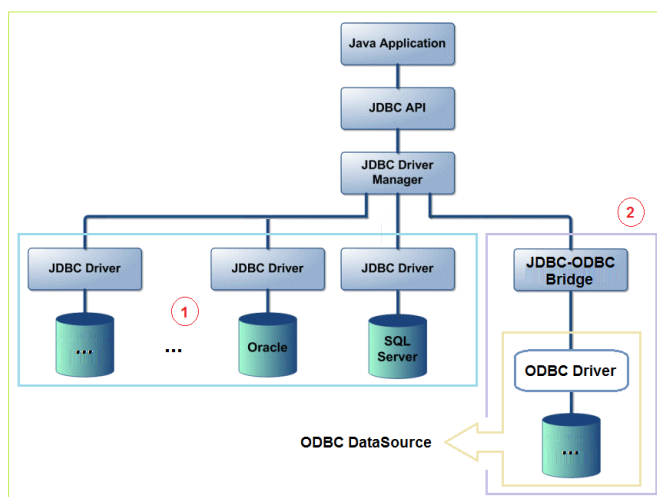 Java Application
JDBC API
JDBC Driver
Manager
2
JDBC Driver
JDBC Driver
JDBC Driver
JDBC-ODBC
Bridge
1
...
...
Oracle
SQL
Server
ODBC Driver
ODBC DataSource
...